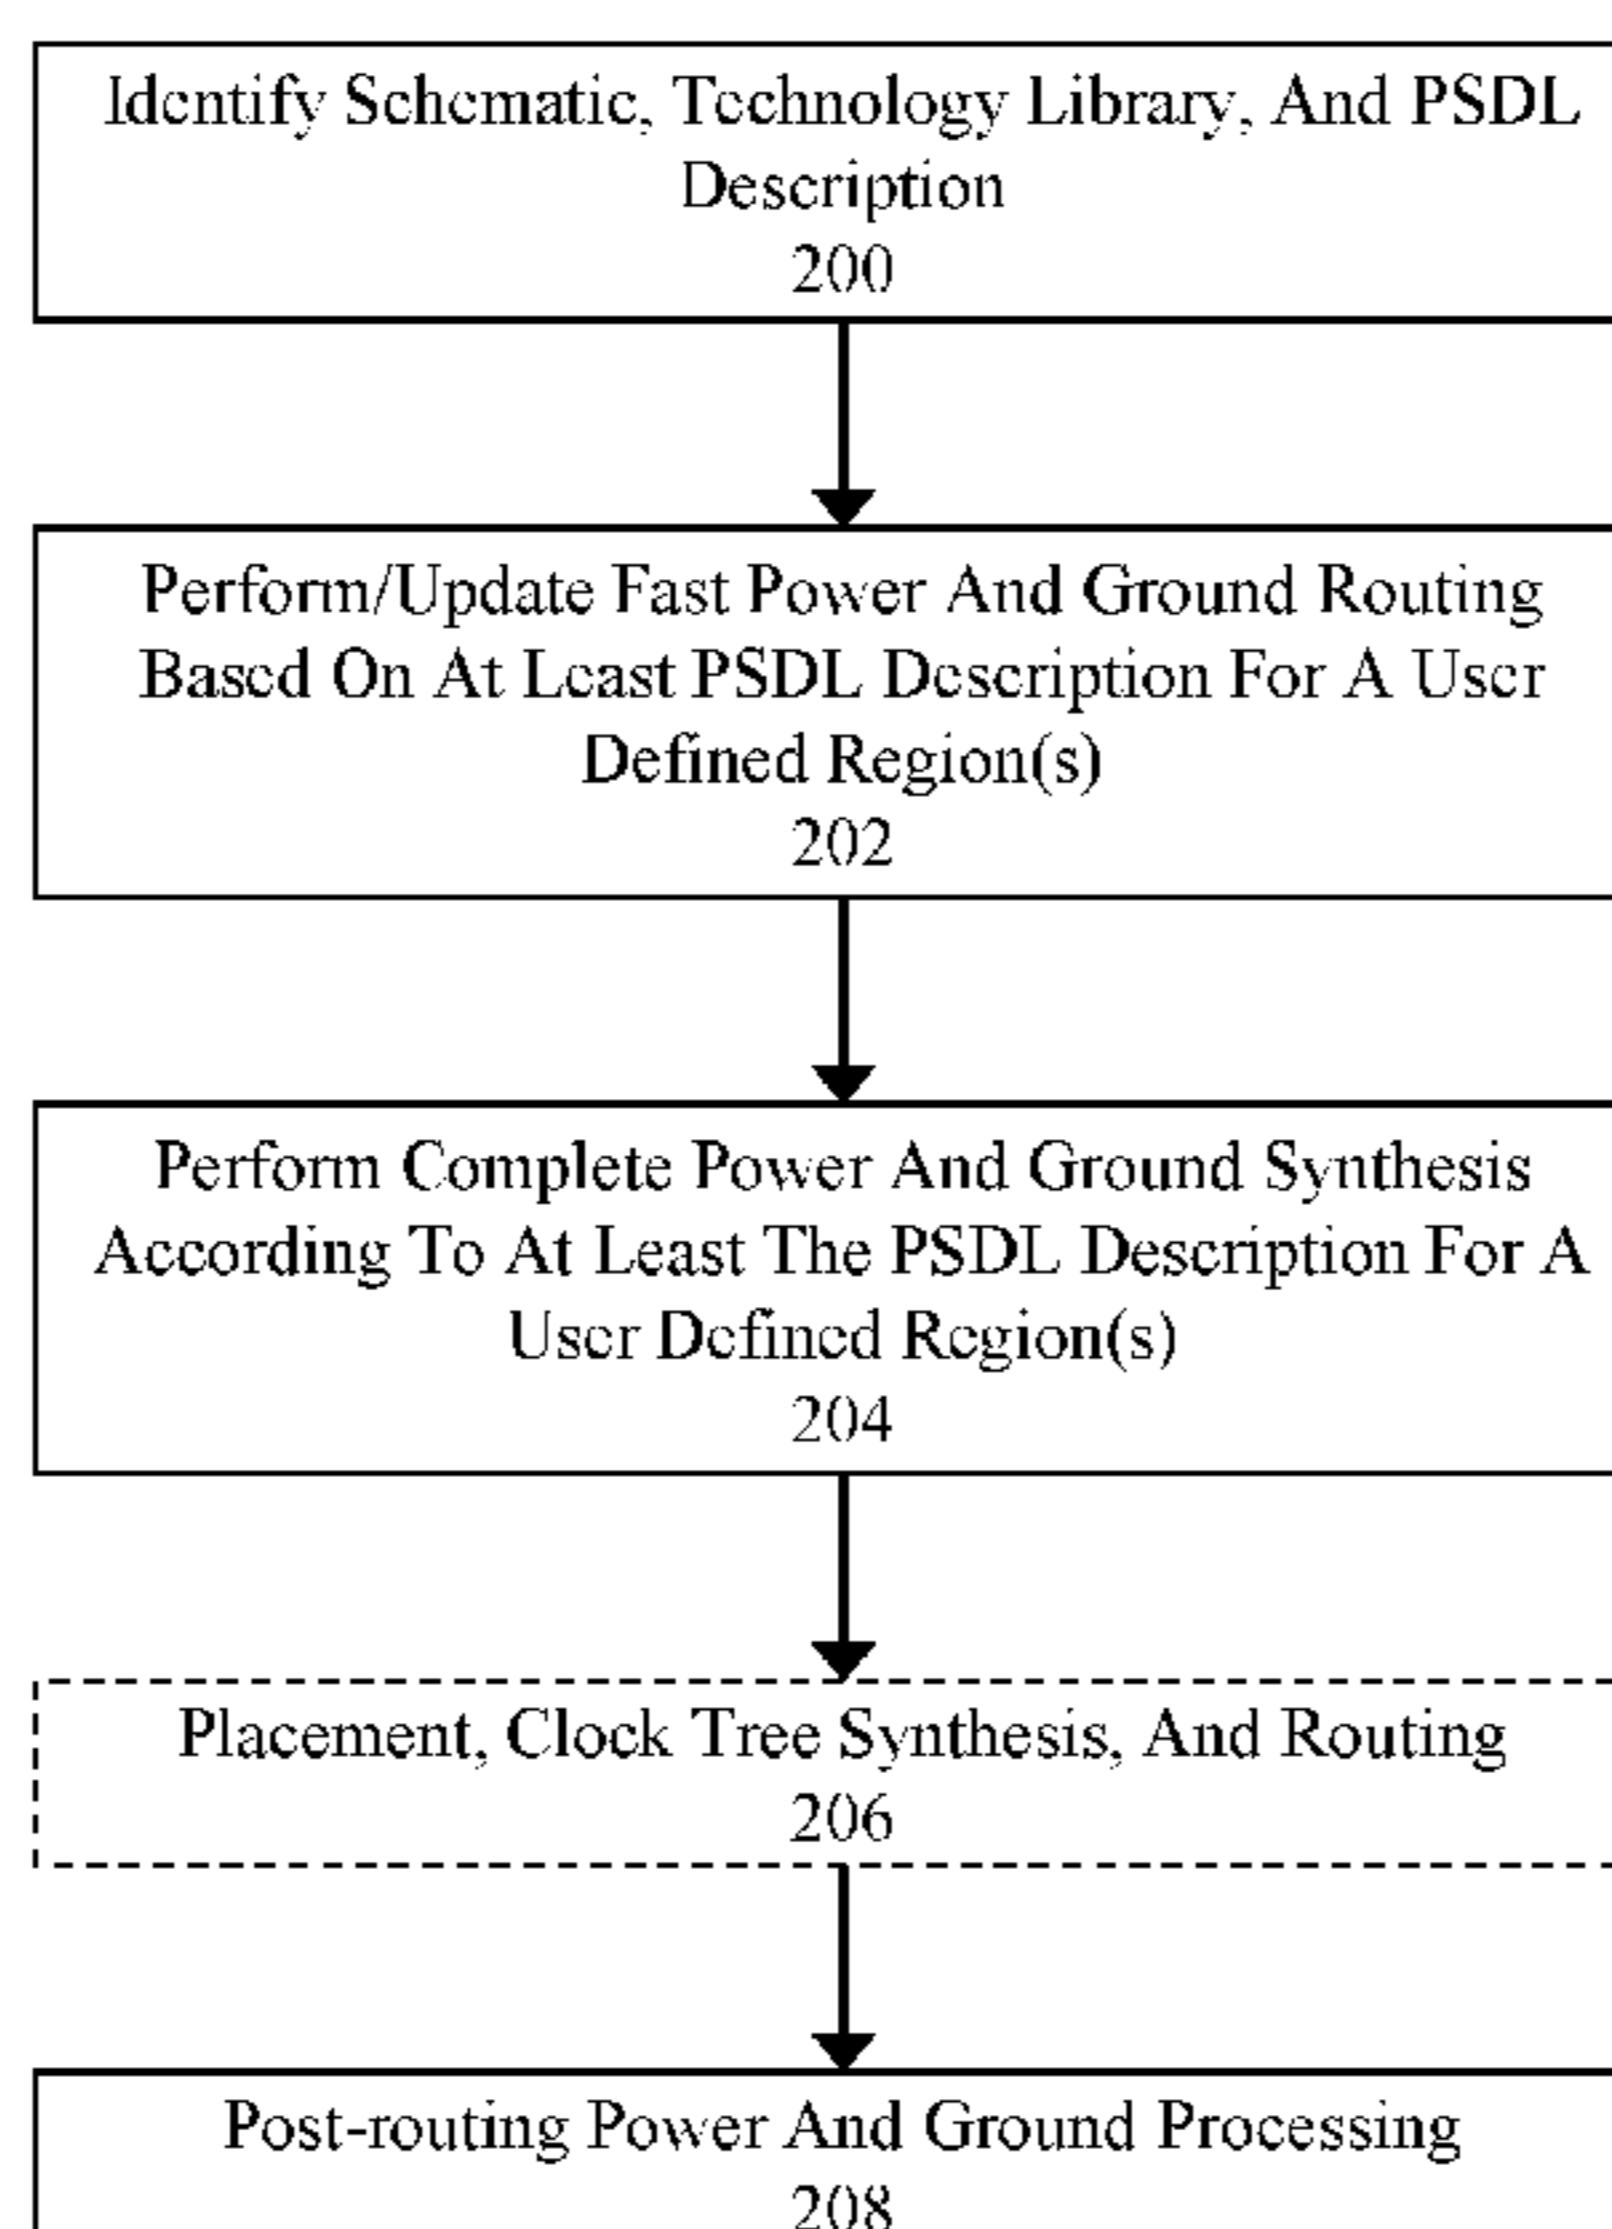 Identify Schematic, Technology Library, And PSDL
Description
200
Perform/Update Fast Power And Ground Routing
Based On At Least PSDL Description For A User
Defined Region(s)
202
Perform Complete Power And Ground Synthesis
According To At Least The PSDL Description For A
User Defined Region(s)
204
Placement, Clock Tree Synthesis, And Routing
206
Post-routing Power And Ground Processing
208